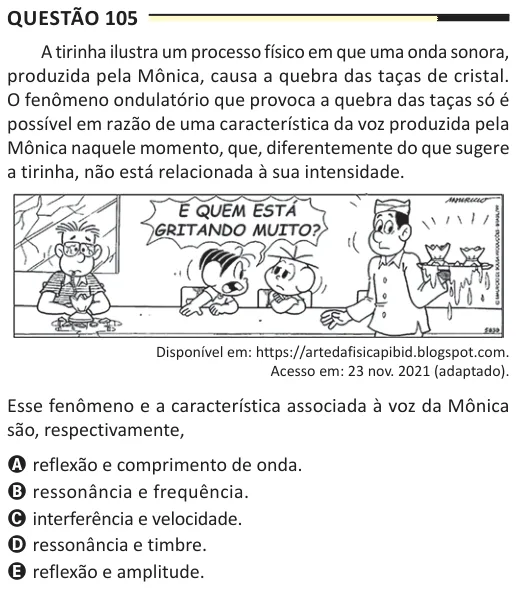 QUESTÃO 105
A tirinha ilustra um processo físico em que uma onda sonora,
produzida pela Mônica, causa a quebra das taças de cristal.
O fenômeno ondulatório que provoca a quebra das taças só é
possível em razão de uma característica da voz produzida pela
Mônica naquele momento, que, diferentemente do que sugere
a tirinha, não está relacionada à sua intensidade.
E QUEM ESTÁ
GRITANDO MUITO?
Disponível em: https://artedafisicapibid.blogspot.com.
Acesso em: 23 nov. 2021 (adaptado).
Esse fenômeno e a característica associada à voz da Mônica
são, respectivamente,
A reflexão e comprimento de onda.
B ressonância e frequência.
C interferência e velocidade.
D ressonância e timbre.
E reflexão e amplitude.